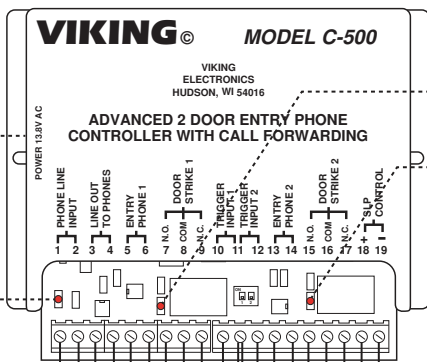 VIKING©
MODEL C-500
VIKING
ELECTRONICS
HUDSON, WI 54016
ADVANCED 2 DOOR ENTRY PHONE
CONTROLLER WITH CALL FORWARDING
POWER 13.8V AC
PHONE LINE
INPUT
LINE OUT
TO PHONES
ENTRY
PHONE 1
DOOR
STRIKE 1
N.O.
COM
N.C.
TRIGGER
INPUT 1
TRIGGER
INPUT 2
ENTRY
PHONE 2
DOOR
STRIKE 2
N.O.
COM
N.C.
SLP
CONTROL
+ -
1 2 3 4 5 6 7 8 9 10 11 12 13 14 15 16 17 18 19
ON
1 2